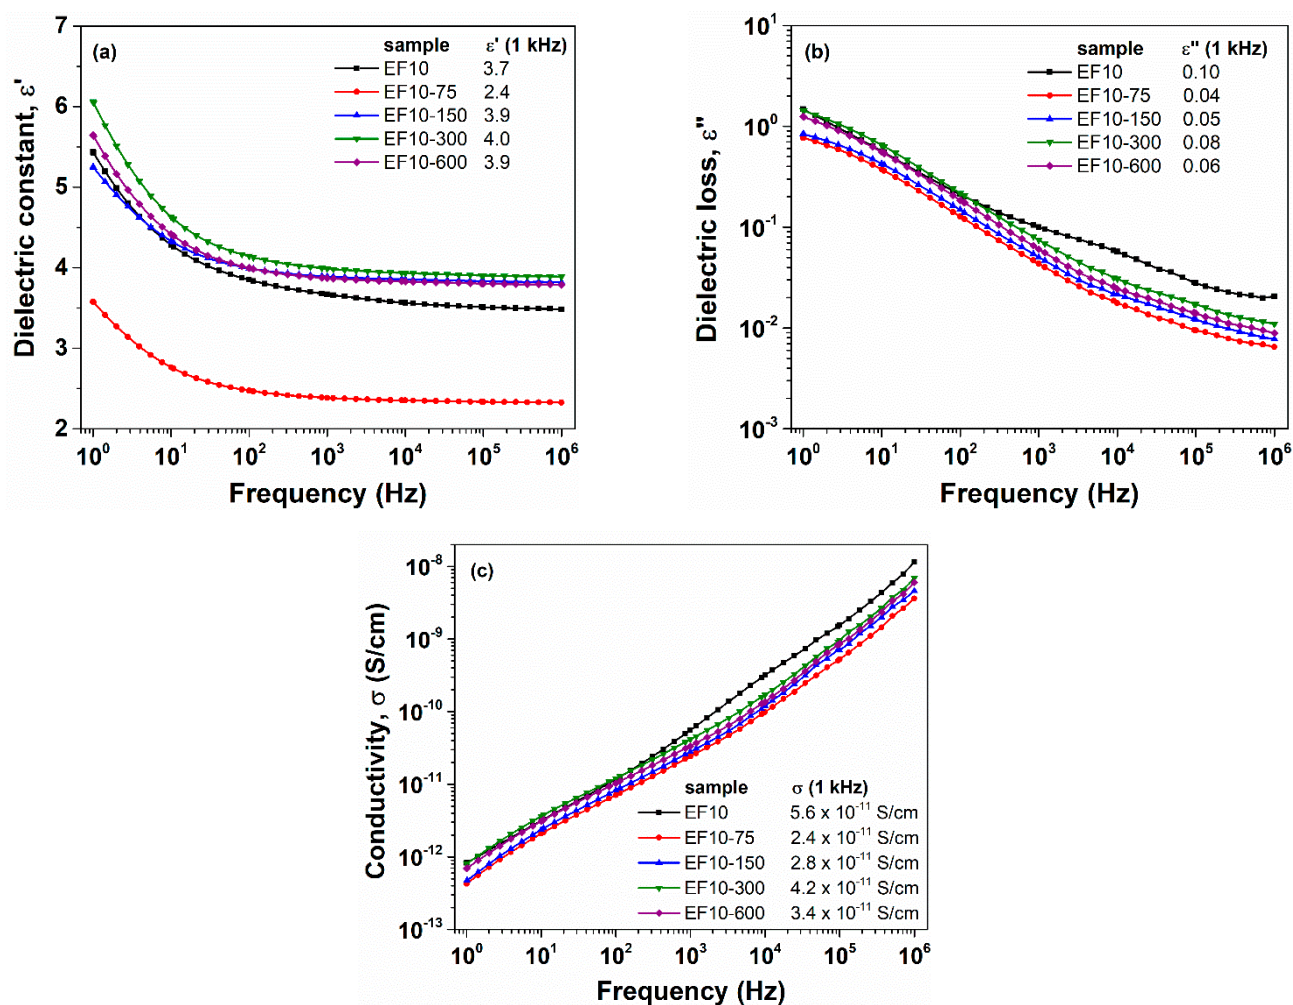 (a)
sample ε' (1 kHz)
EF10 3.7
EF10-75 2.4
EF10-150 3.9
EF10-300 4.0
EF10-600 3.9
Dielectric constant, ε'
7
6
5
4
3
2
10⁰ 10¹ 10² 10³ 10⁴ 10⁵ 10⁶
Frequency (Hz)
(b)
sample ε'' (1 kHz)
EF10 0.10
EF10-75 0.04
EF10-150 0.05
EF10-300 0.08
EF10-600 0.06
Dielectric loss, ε''
10¹
10⁰
10⁻¹
10⁻²
10⁻³
10⁰ 10¹ 10² 10³ 10⁴ 10⁵ 10⁶
Frequency (Hz)
(c)
Conductivity, σ (S/cm)
10⁻⁸
10⁻⁹
10⁻¹⁰
10⁻¹¹
10⁻¹²
10⁻¹³
sample σ (1 kHz)
EF10 5.6 x 10⁻¹¹ S/cm
EF10-75 2.4 x 10⁻¹¹ S/cm
EF10-150 2.8 x 10⁻¹¹ S/cm
EF10-300 4.2 x 10⁻¹¹ S/cm
EF10-600 3.4 x 10⁻¹¹ S/cm
10⁰ 10¹ 10² 10³ 10⁴ 10⁵ 10⁶
Frequency (Hz)